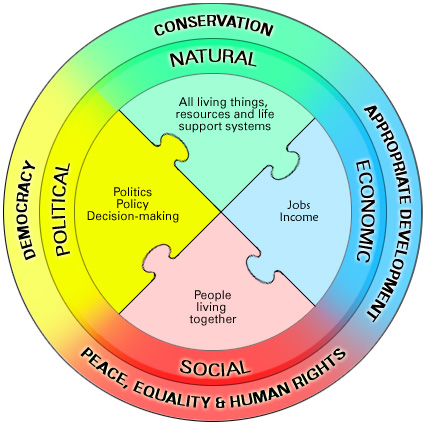 CONSERVATION
NATURAL
All living things,
resources and life
support systems
DEMOCRACY
POLITICAL
Politics
Policy
Decision-making
Jobs
Income
ECONOMIC
APPROPRIATE DEVELOPMENT
People
living
together
SOCIAL
PEACE, EQUALITY & HUMAN RIGHTS